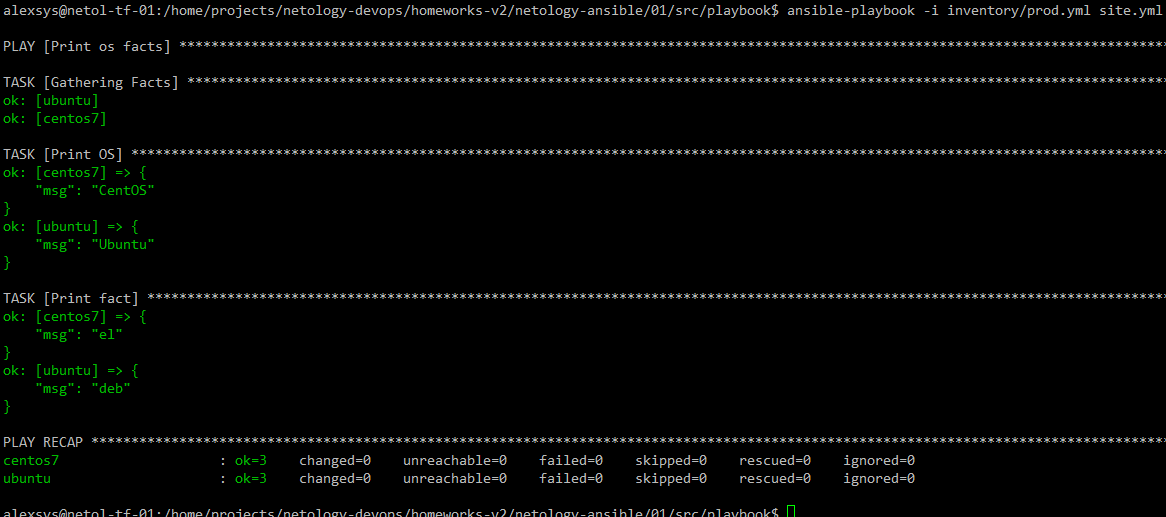 alexsys@netol-tf-01:/home/projects/netology-devops/homeworks-v2/netology-ansible/01/src/playbook$ ansible-playbook -i inventory/prod.yml site.yml
PLAY [Print os facts] ****************************************************************************************************************************
TASK [Gathering Facts] ***************************************************************************************************************************
ok: [ubuntu]
ok: [centos7]
TASK [Print OS] **********************************************************************************************************************************
ok: [centos7] => {
    "msg": "CentOS"
}
ok: [ubuntu] => {
    "msg": "Ubuntu"
}
TASK [Print fact] ********************************************************************************************************************************
ok: [centos7] => {
    "msg": "el"
}
ok: [ubuntu] => {
    "msg": "deb"
}
PLAY RECAP ***************************************************************************************************************************************
centos7                    : ok=3    changed=0    unreachable=0    failed=0    skipped=0    rescued=0    ignored=0
ubuntu                     : ok=3    changed=0    unreachable=0    failed=0    skipped=0    rescued=0    ignored=0
alexsys@netol-tf-01:/home/projects/netology-devops/homeworks-v2/netology-ansible/01/src/playbook$